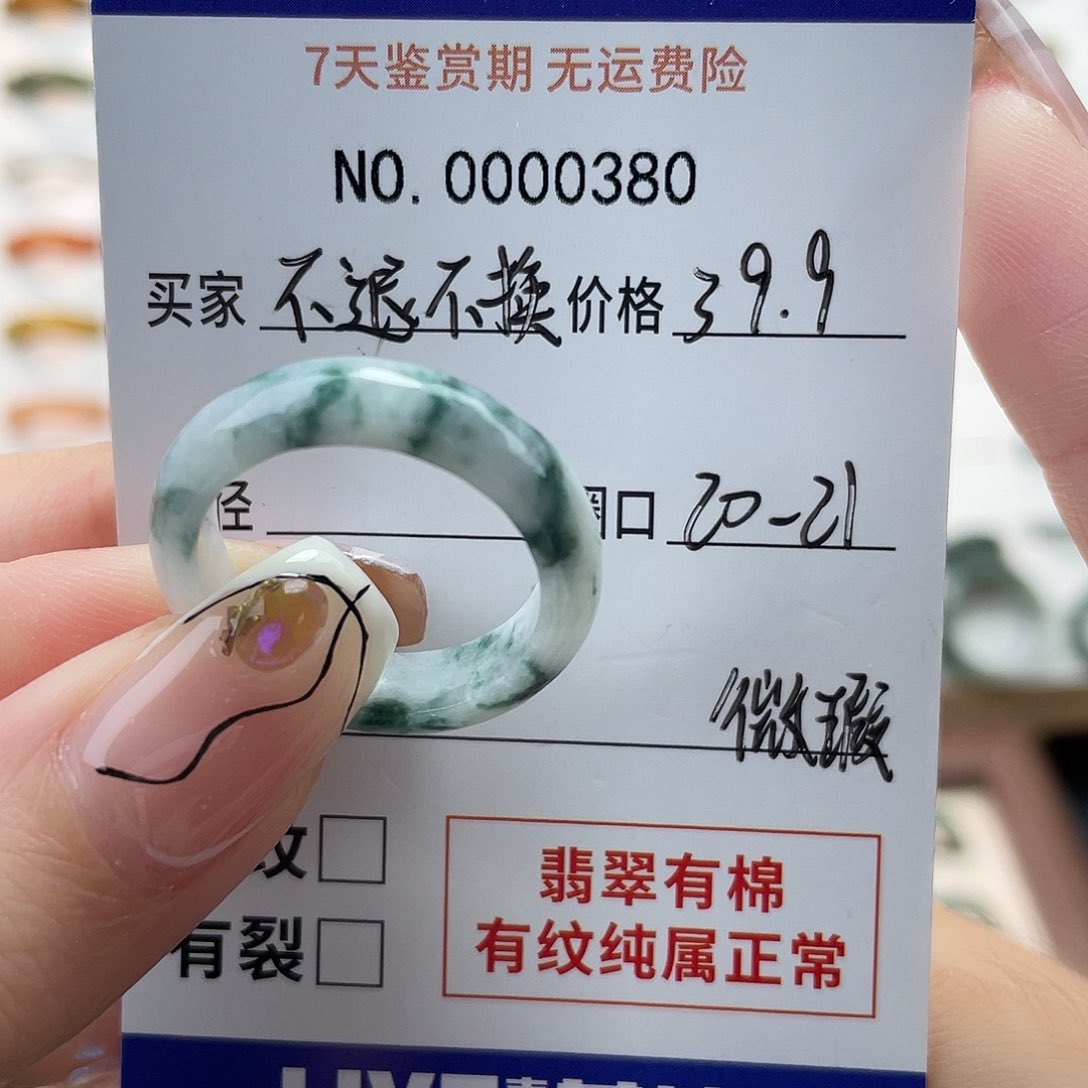 7天鉴赏期 无运费险
NO. 0000380
买家 不退不换 价格 39.9
径 圈口 20-21
微瑕
纹
有裂
翡翠有棉
有纹纯属正常